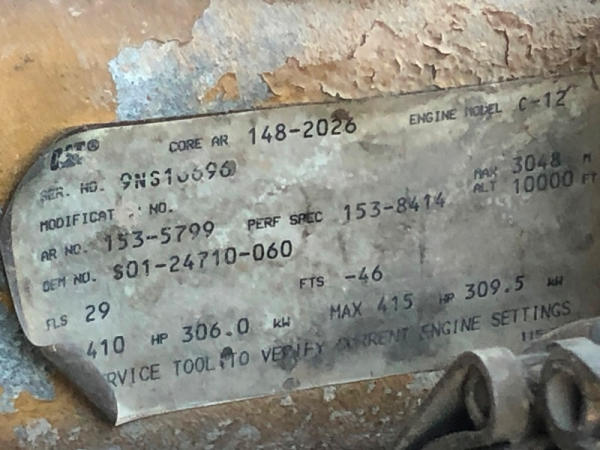 CAT® CORE AR 148-2026 ENGINE MODEL C-12
SER. NO.
MODIFICAT NO. MAX ALT 3048 M 10000 FT
AR NO. 153-5799 PERF SPEC 153-8414
OEM NO. S01-24710-060
FLS 29 FTS -46
410 HP 306.0 kW MAX 415 HP 309.5 kW
RVICE TOOL TO VERIFY CURRENT ENGINE SETTINGS